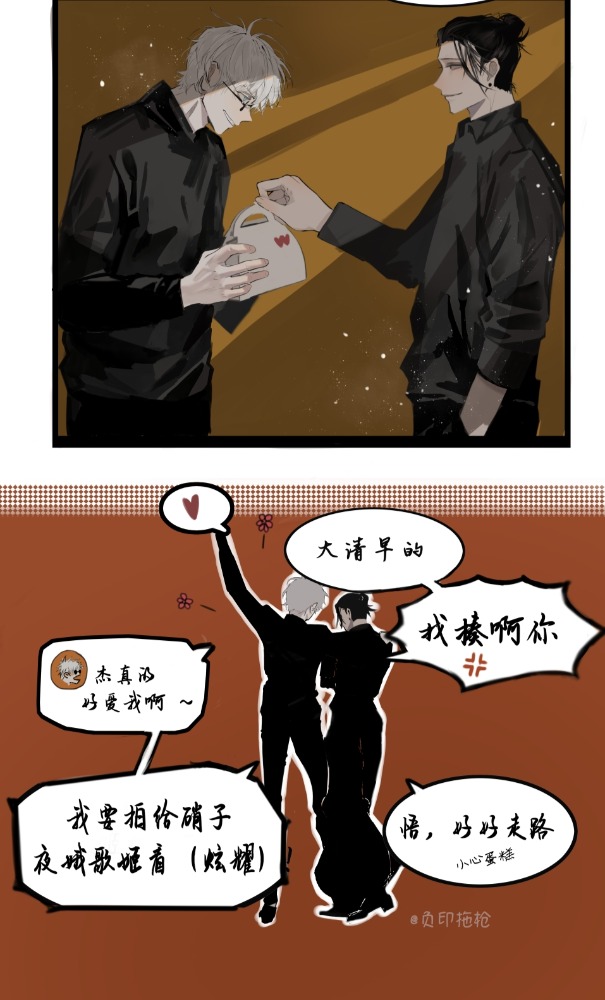 大清早的
找揍啊你
杰真的
好爱我啊 ~
我要拍给硝子
夜蛾歌姬看（炫耀）！
悟，好好走路
小心蛋糕
@负印拖枪